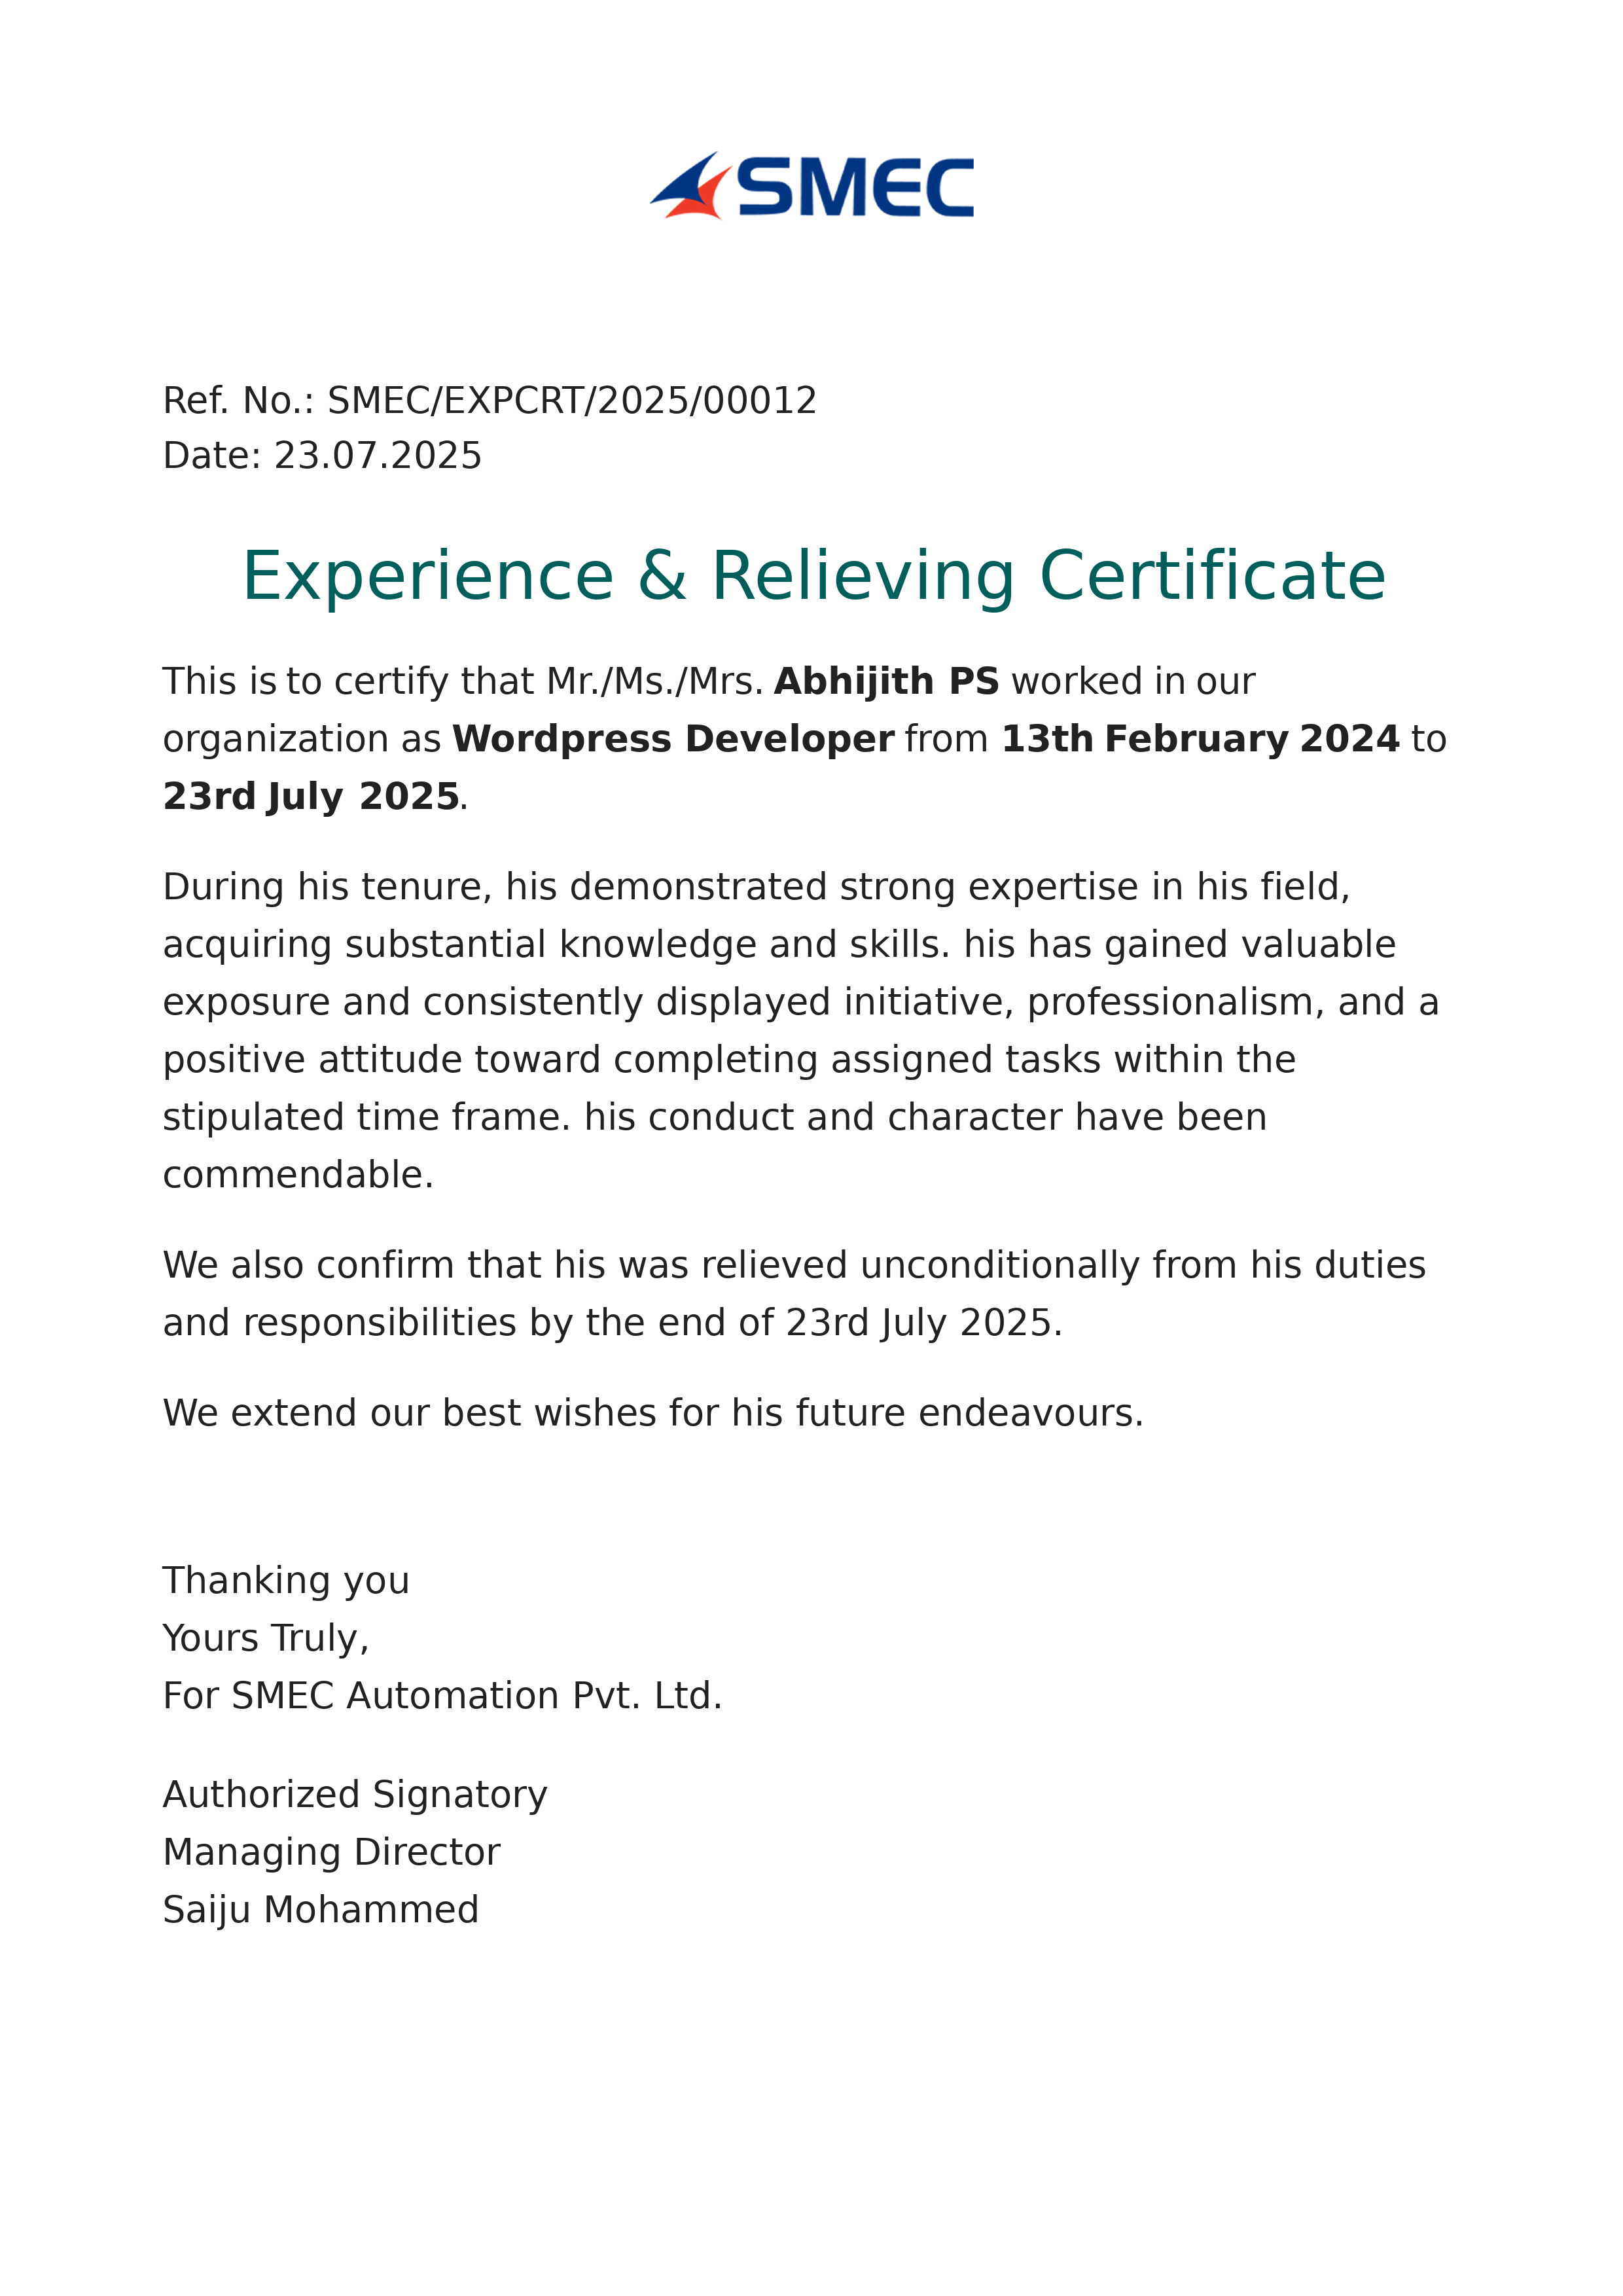 SMEC
Ref. No.: SMEC/EXPCRT/2025/00012
Date: 23.07.2025
Experience & Relieving Certificate
This is to certify that Mr./Ms./Mrs. Abhijith PS worked in our
organization as Wordpress Developer from 13th February 2024 to
23rd July 2025.
During his tenure, his demonstrated strong expertise in his field,
acquiring substantial knowledge and skills. his has gained valuable
exposure and consistently displayed initiative, professionalism, and a
positive attitude toward completing assigned tasks within the
stipulated time frame. his conduct and character have been
commendable.
We also confirm that his was relieved unconditionally from his duties
and responsibilities by the end of 23rd July 2025.
We extend our best wishes for his future endeavours.
Thanking you
Yours Truly,
For SMEC Automation Pvt. Ltd.
Authorized Signatory
Managing Director
Saiju Mohammed